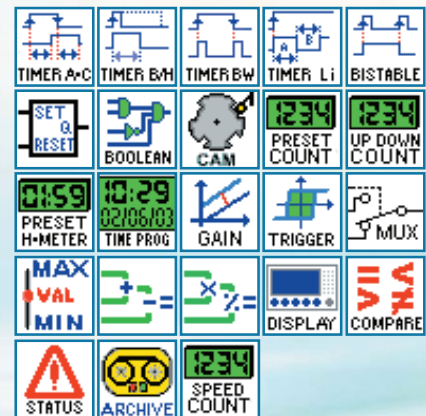 TIMER A•C
TIMER B/H
TIMER BW
A B
TIMER Li
BISTABLE
SET
Q
RESET
BOOLEAN
CAM
1234
PRESET
COUNT
1234
UP DOWN
COUNT
01:59
PRESET
H•METER
10:29
02/06/03
TIME PROG
GAIN
TRIGGER
MUX
MAX
VAL
MIN
+ - =
× ⁒ =
DISPLAY
COMPARE
STATUS
ARCHIVE
1234
SPEED
COUNT